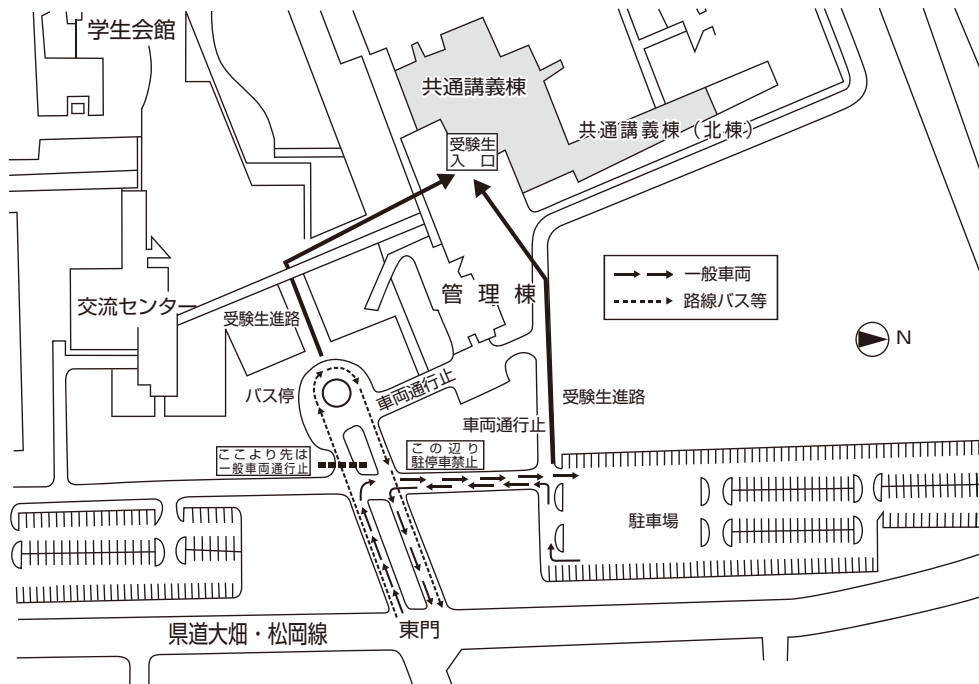 学生会館
共通講義棟
共通講義棟（北棟）
受験生
入口
一般車両
路線バス等
管理棟
交流センター
受験生進路
N
バス停
車両通行止
車両通行止
受験生進路
ここより先は
一般車両通行止
この辺り
駐停車禁止
駐車場
県道大畑・松岡線
東門